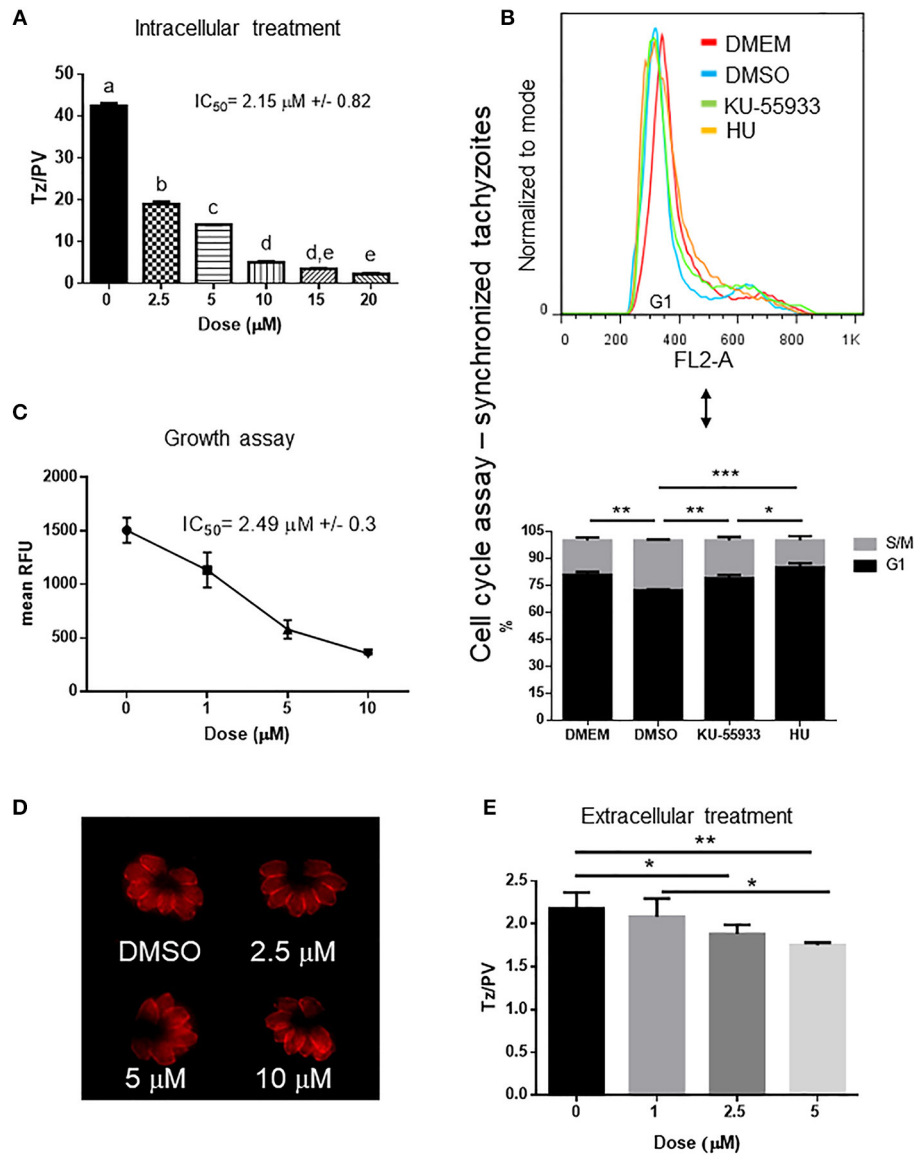 A
Intracellular treatment
IC50= 2.15 µM +/- 0.82
Tz/PV
50
40
30
20
10
0
a
b
c
d
d,e
e
0 2.5 5 10 15 20
Dose (µM)
B
Cell cycle assay – synchronized tachyzoites
Normalized to mode
DMEM
DMSO
KU-55933
HU
0
G1
0 200 400 600 800 1K
FL2-A
***
** ** *
%
105
90
75
60
45
30
15
0
S/M
G1
DMEM DMSO KU-55933 HU
C
Growth assay
IC50= 2.49 µM +/- 0.3
mean RFU
2000
1500
1000
500
0
0 1 5 10
Dose (µM)
D
DMSO 2.5 µM
5 µM 10 µM
E
Extracellular treatment
**
*
*
Tz/PV
2.5
2.0
1.5
1.0
0.5
0.0
0 1 2.5 5
Dose (µM)